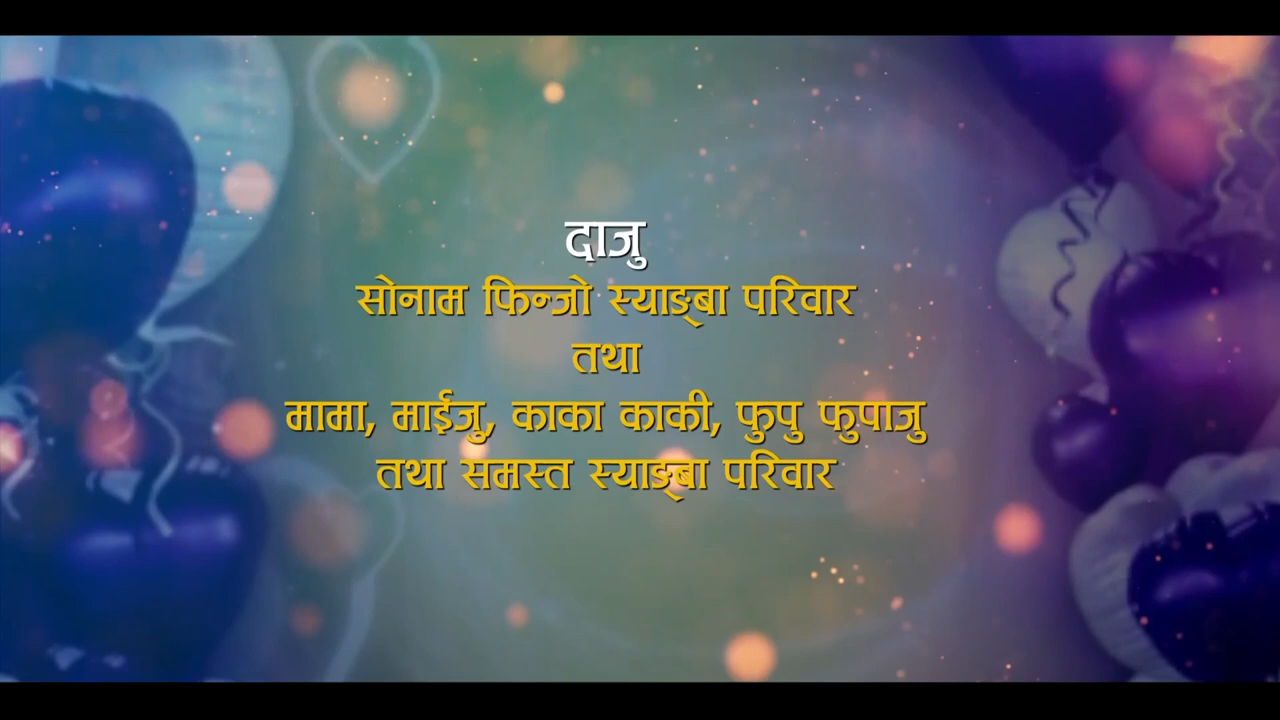 दाजु
सोनाम फिन्जो स्याङ्बा परिवार
तथा
मामा, माईजु, काका काकी, फुपु फुपाजु
तथा समस्त स्याङ्बा परिवार